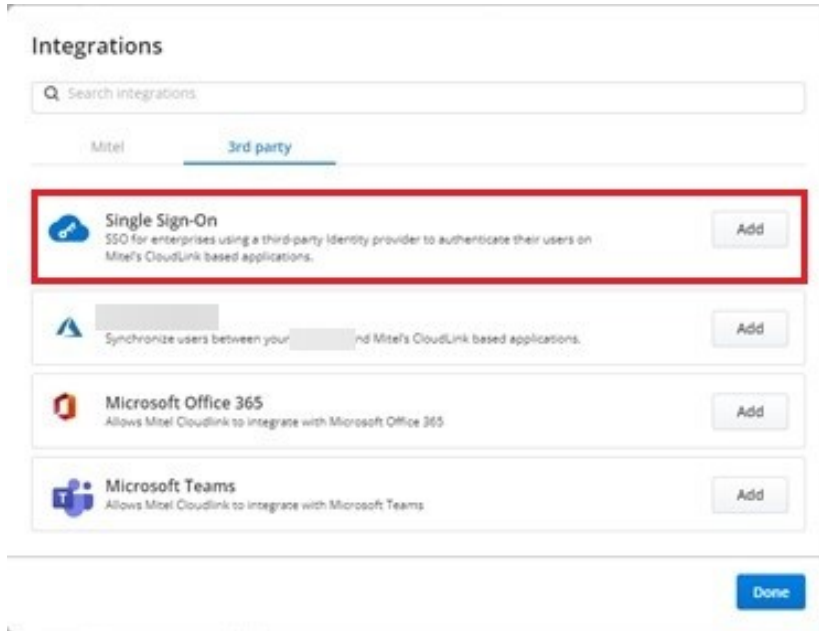 Integrations
Search integrations
Mitel 3rd party
Single Sign-On
SSO for enterprises using a third-party Identity provider to authenticate their users on
Mitel's CloudLink based applications.
Add
Synchronize users between your nd Mitel's CloudLink based applications.
Add
Microsoft Office 365
Allows Mitel Cloudlink to integrate with Microsoft Office 365
Add
Microsoft Teams
Allows Mitel Cloudlink to integrate with Microsoft Teams
Add
Done